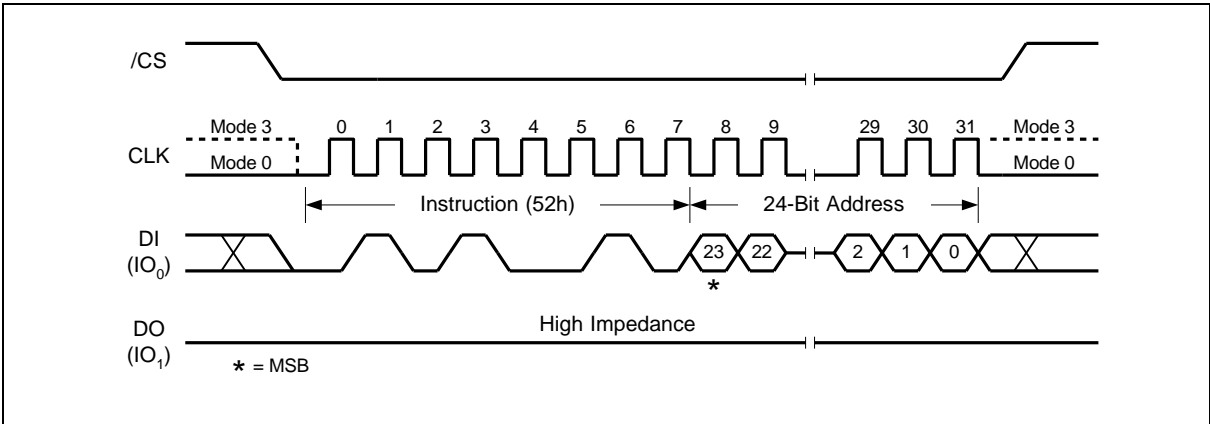 /CS
Mode 3 0 1 2 3 4 5 6 7 8 9 29 30 31 Mode 3
CLK Mode 0 Mode 0
Instruction (52h) 24-Bit Address
DI
(IO0) 23 22 2 1 0
*
High Impedance
DO
(IO1)
* = MSB